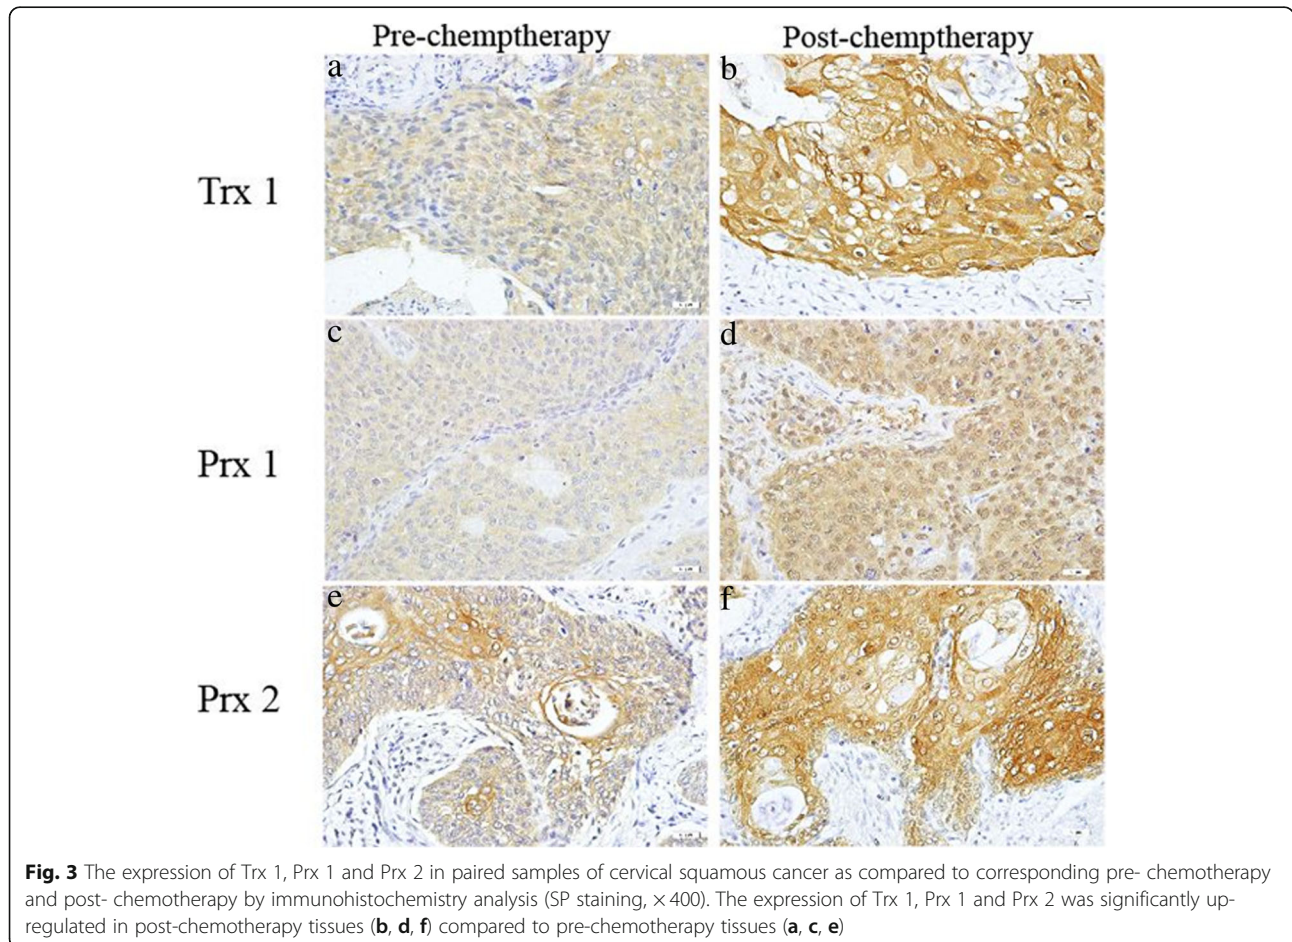 Pre-chemptherapy
Post-chemptherapy
a
b
Trx 1
c
d
Prx 1
e
f
Prx 2
Fig. 3 The expression of Trx 1, Prx 1 and Prx 2 in paired samples of cervical squamous cancer as compared to corresponding pre- chemotherapy
and post- chemotherapy by immunohistochemistry analysis (SP staining, × 400). The expression of Trx 1, Prx 1 and Prx 2 was significantly up-
regulated in post-chemotherapy tissues (b, d, f) compared to pre-chemotherapy tissues (a, c, e)